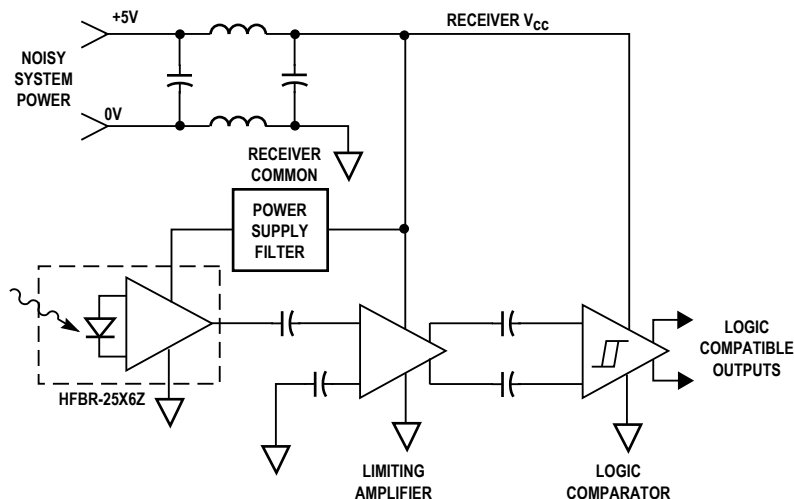 +5V
RECEIVER VCC
NOISY
SYSTEM
POWER
0V
RECEIVER
COMMON
POWER
SUPPLY
FILTER
HFBR-25X6Z
LOGIC
COMPATIBLE
OUTPUTS
LIMITING
AMPLIFIER
LOGIC
COMPARATOR